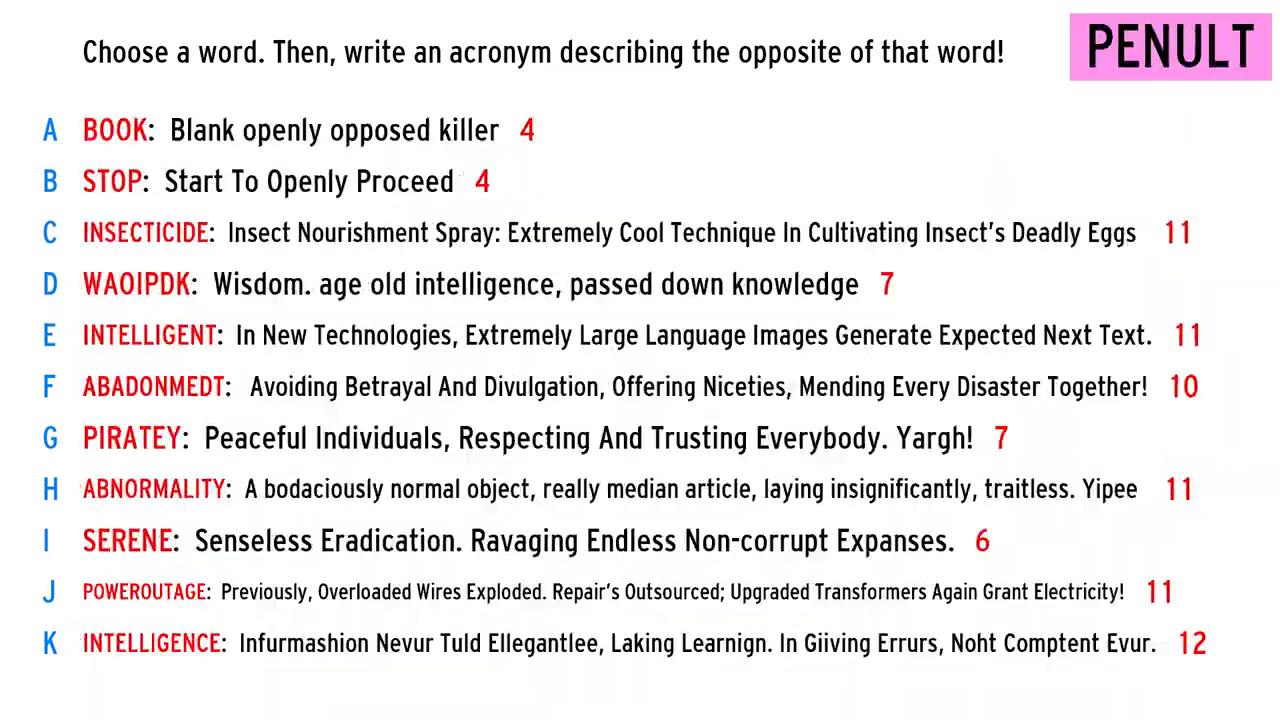 Choose a word. Then, write an acronym describing the opposite of that word!
PENULT
A BOOK: Blank openly opposed killer 4
B STOP: Start To Openly Proceed 4
C INSECTICIDE: Insect Nourishment Spray: Extremely Cool Technique In Cultivating Insect's Deadly Eggs 11
D WAOIPDK: Wisdom. age old intelligence, passed down knowledge 7
E INTELLIGENT: In New Technologies, Extremely Large Language Images Generate Expected Next Text. 11
F ABADONMEDT: Avoiding Betrayal And Divulgation, Offering Niceties, Mending Every Disaster Together! 10
G PIRATEY: Peaceful Individuals, Respecting And Trusting Everybody. Yargh! 7
H ABNORMALITY: A bodaciously normal object, really median article, laying insignificantly, traitless. Yipee 11
I SERENE: Senseless Eradication. Ravaging Endless Non-corrupt Expanses. 6
J POWEROUTAGE: Previously, Overloaded Wires Exploded. Repair's Outsourced; Upgraded Transformers Again Grant Electricity! 11
K INTELLIGENCE: Infurmashion Nevur Tuld Ellegantlee, Laking Learnign. In Giiving Errurs, Noht Comptent Evur. 12